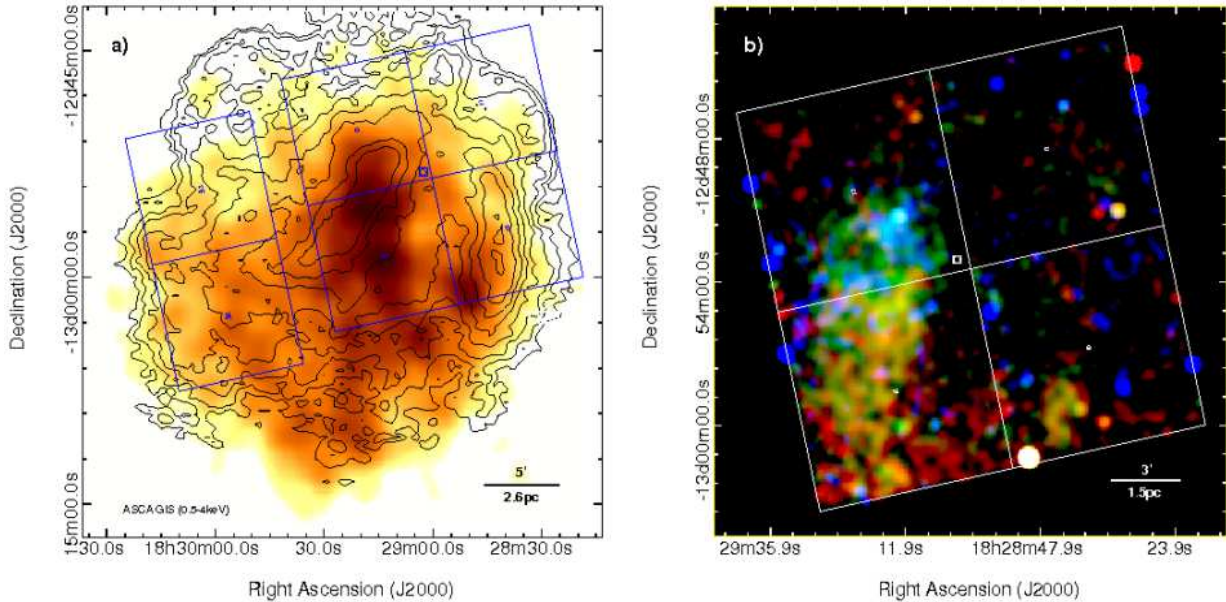 a)
-12d45m00.0s
-13d00m00.0s
15m00.0s
Declination (J2000)
ASCAGIS (0.5-4keV)
5'
2.6pc
15m30.0s
18h30m00.0s
30.0s
29m00.0s
28m30.0s
Right Ascension (J2000)
b)
-12d48m00.0s
54m00.0s
-13d00m00.0s
Declination (J2000)
3'
1.5pc
29m35.9s
11.9s
18h28m47.9s
23.9s
Right Ascension (J2000)